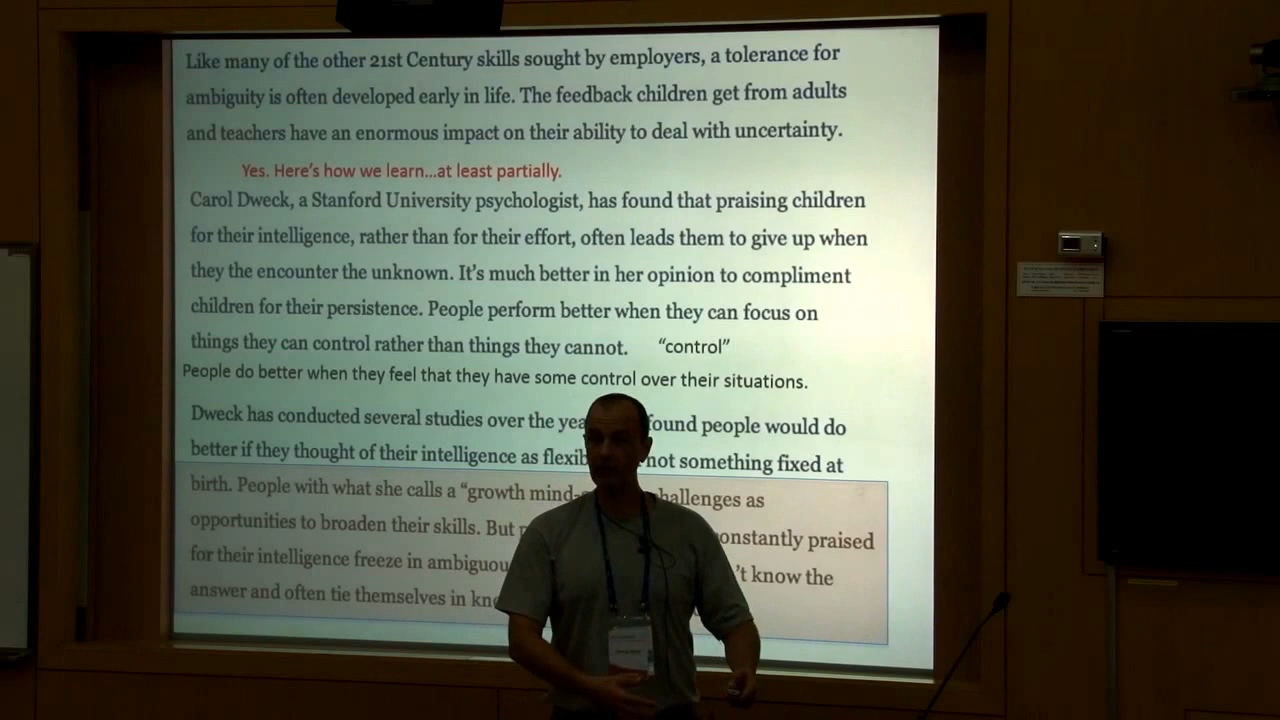 Like many of the other 21st Century skills sought by employers, a tolerance for
ambiguity is often developed early in life. The feedback children get from adults
and teachers have an enormous impact on their ability to deal with uncertainty.
Yes. Here's how we learn...at least partially.
Carol Dweck, a Stanford University psychologist, has found that praising children
for their intelligence, rather than for their effort, often leads them to give up when
they the encounter the unknown. It's much better in her opinion to compliment
children for their persistence. People perform better when they can focus on
things they can control rather than things they cannot. "control"
People do better when they feel that they have some control over their situations.
Dweck has conducted several studies over the found people would do
better if they thought of their intelligence as not something fixed at
birth. People with what she calls a "growth as
opportunities to broaden their skills. But constantly praised
for their intelligence freeze in know the
answer and often tie themselves in